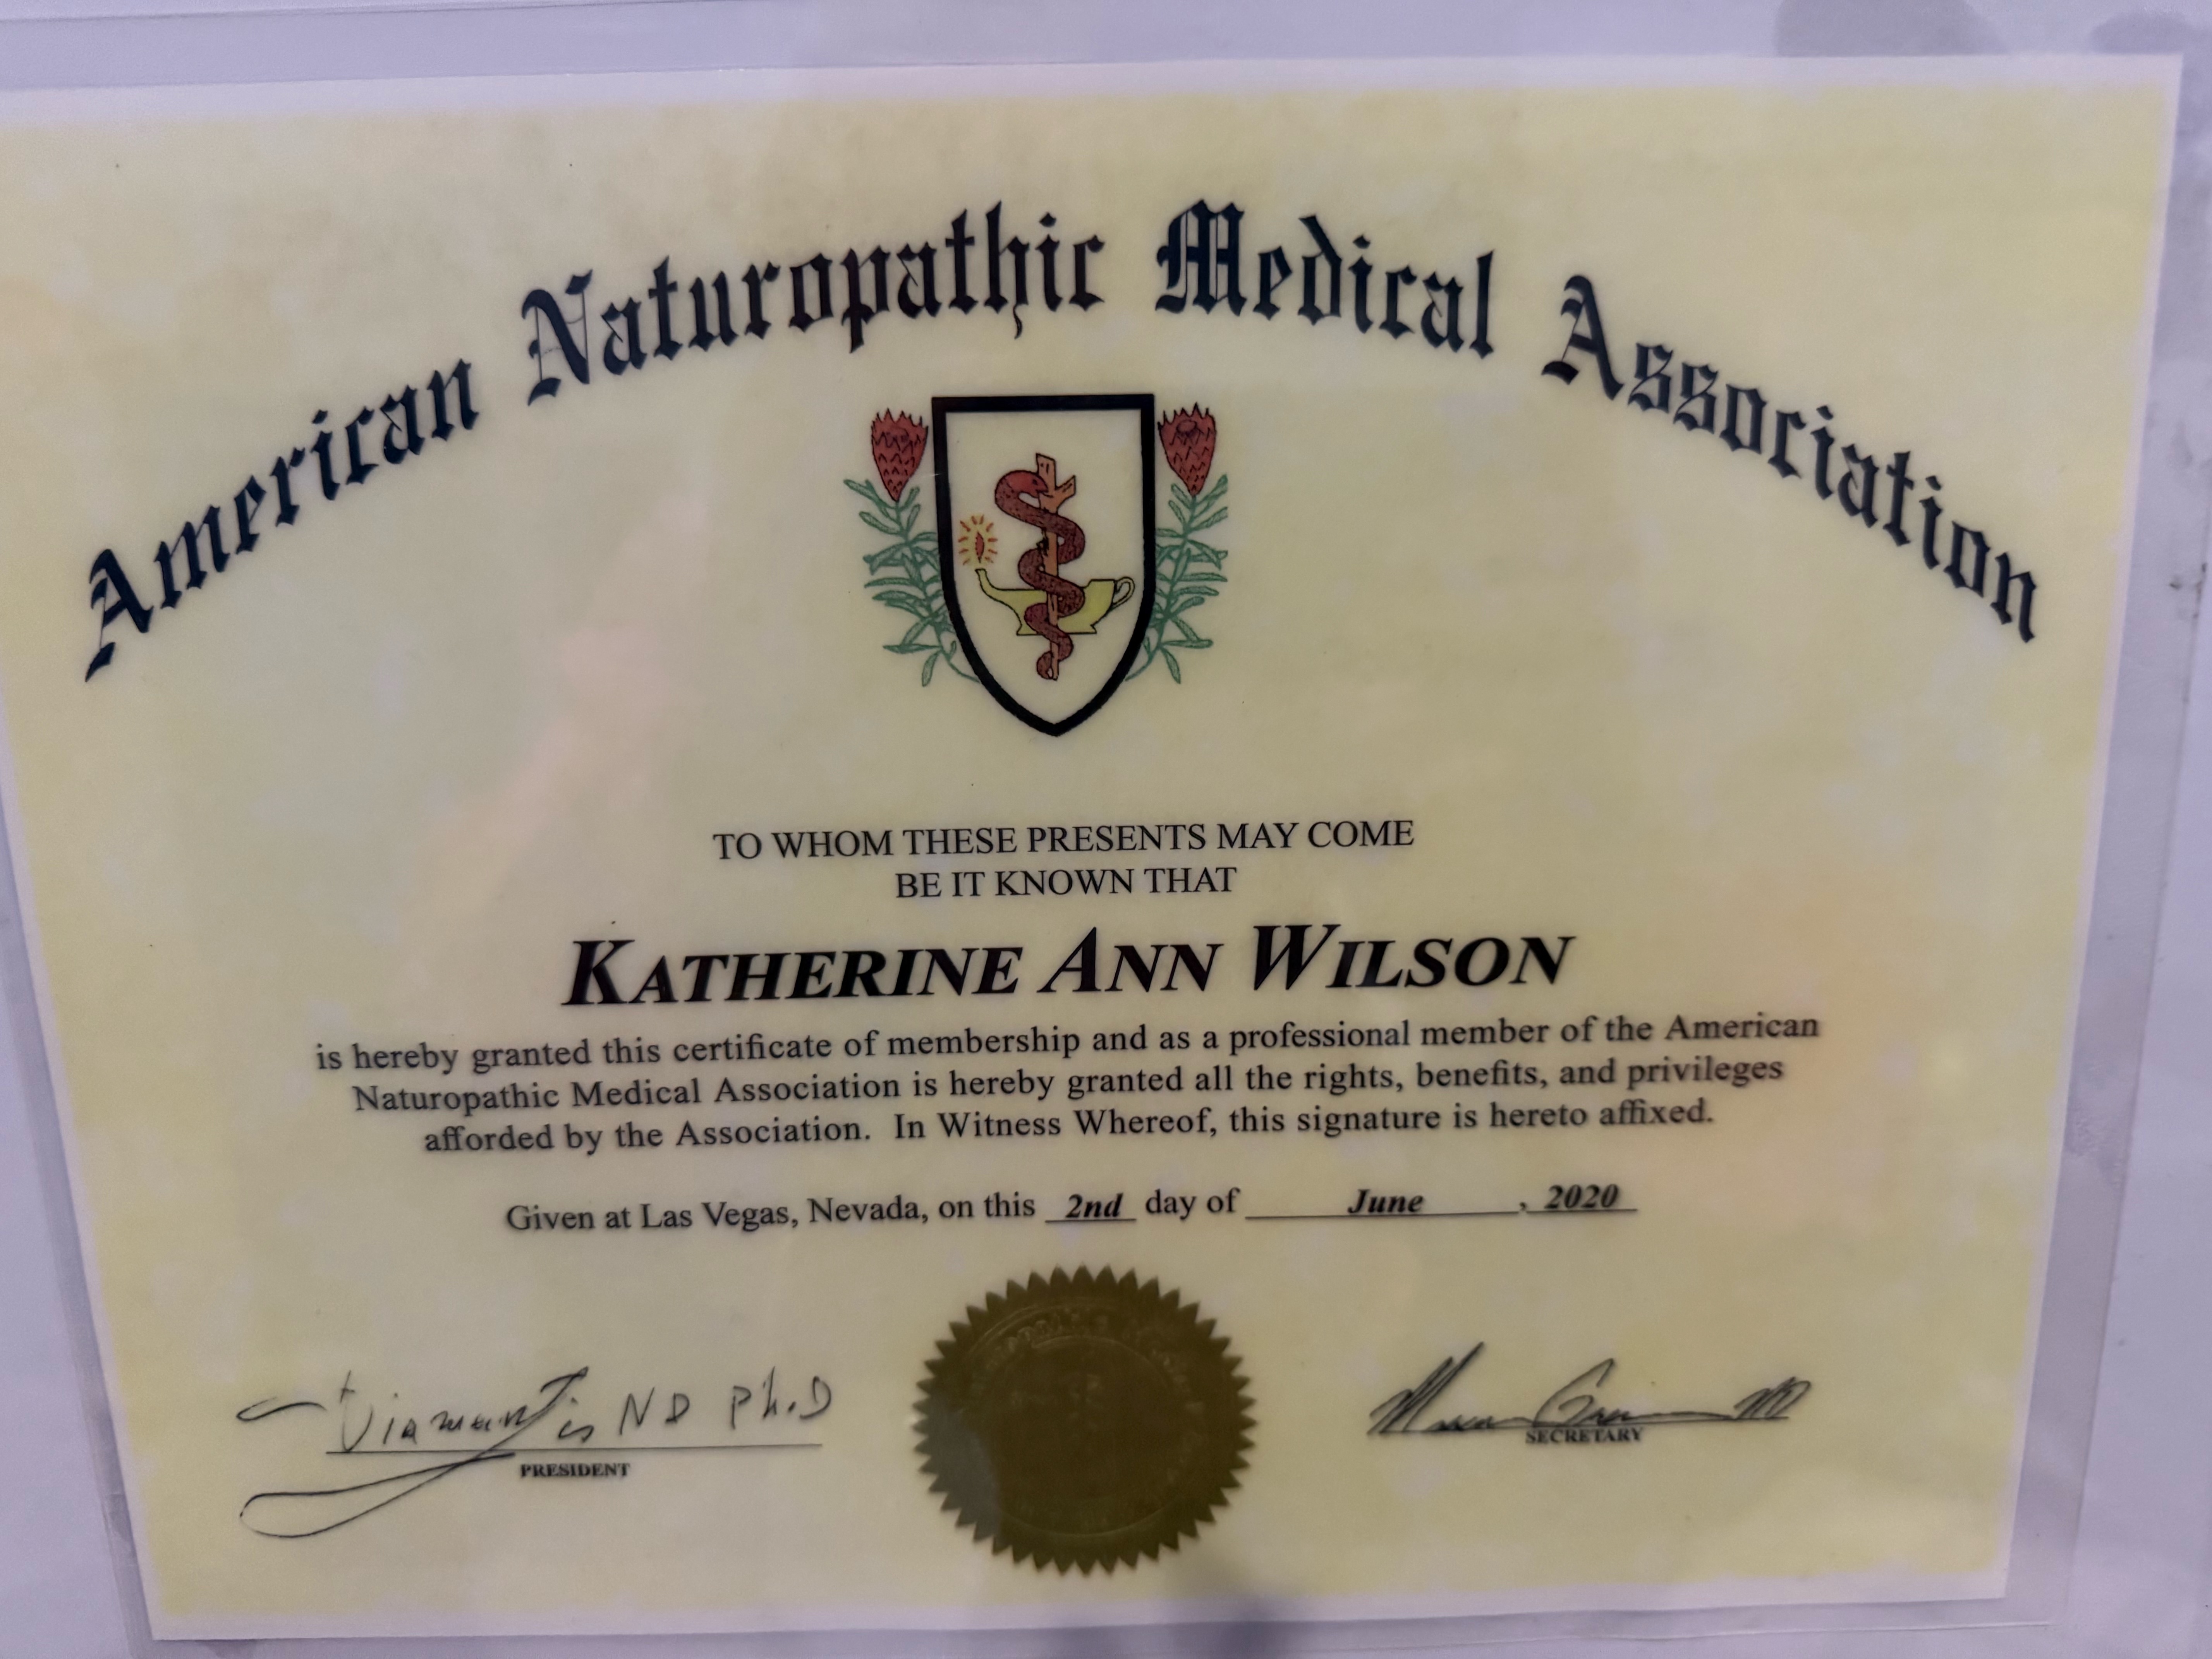 American Naturopathic Medical Association
TO WHOM THESE PRESENTS MAY COME
BE IT KNOWN THAT
KATHERINE ANN WILSON
is hereby granted this certificate of membership and as a professional member of the American
Naturopathic Medical Association is hereby granted all the rights, benefits, and privileges
afforded by the Association. In Witness Whereof, this signature is hereto affixed.
Given at Las Vegas, Nevada, on this 2nd day of June, 2020
ND Ph.D
PRESIDENT
SECRETARY